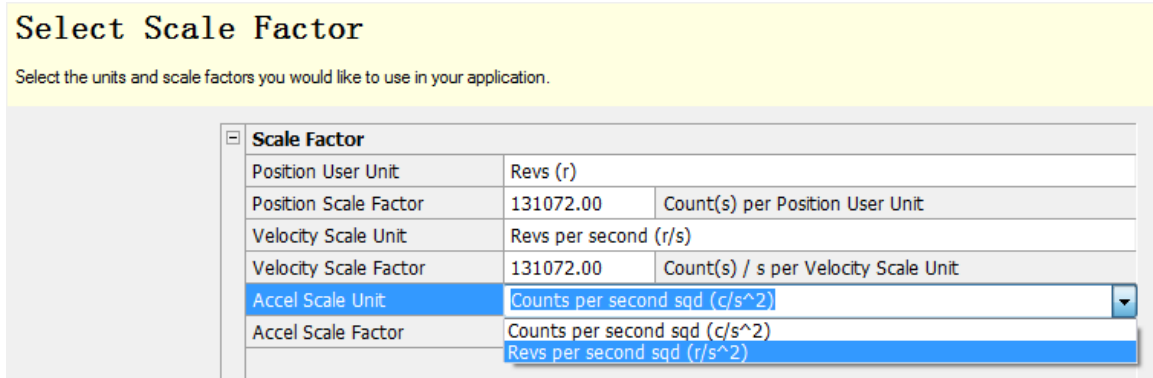 Select Scale Factor
Select the units and scale factors you would like to use in your application.
Scale Factor
Position User Unit Revs (r)
Position Scale Factor 131072.00 Count(s) per Position User Unit
Velocity Scale Unit Revs per second (r/s)
Velocity Scale Factor 131072.00 Count(s) / s per Velocity Scale Unit
Accel Scale Unit Counts per second sqd (c/s^2)
Accel Scale Factor Counts per second sqd (c/s^2)
Revs per second sqd (r/s^2)